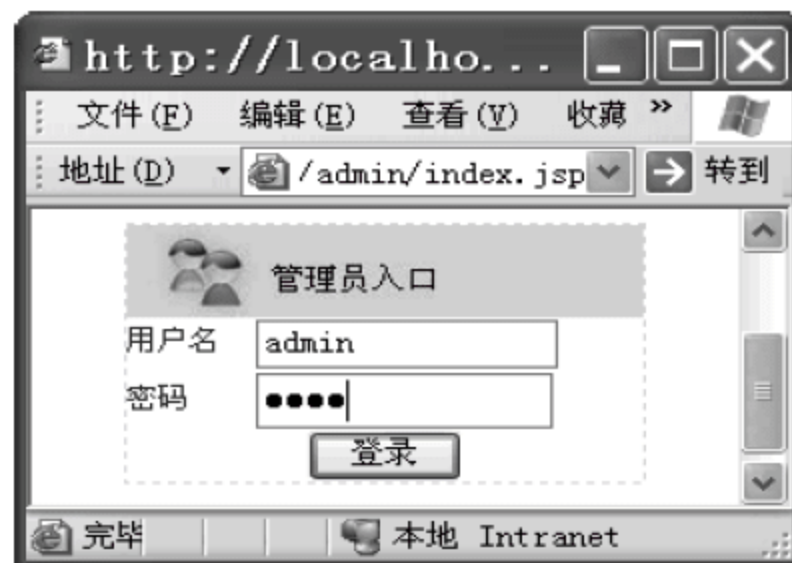 http://localho...
文件(F) 编辑(E) 查看(V) 收藏 »
地址(D) /admin/index.jsp 转到
管理员入口
用户名 admin
密码 ●●●●
登录
完毕 本地 Intranet